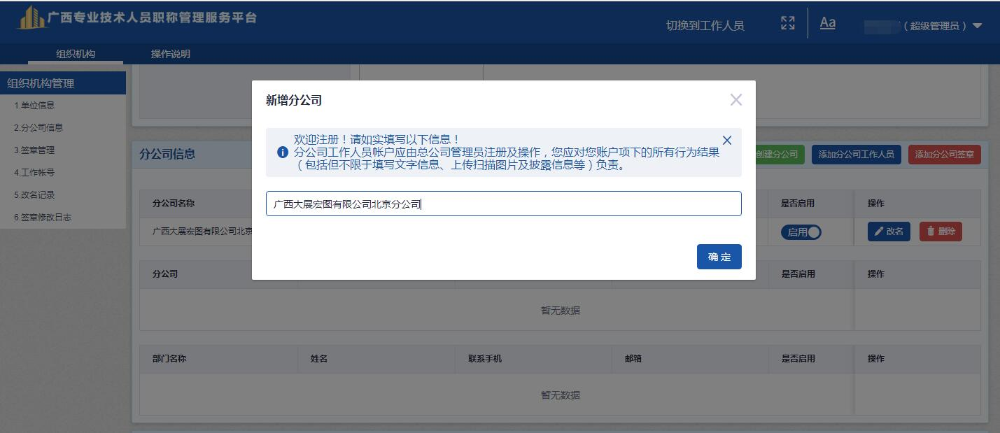 广西专业技术人员职称管理服务平台
切换到工作人员
Aa
（超级管理员）
组织机构
操作说明
组织机构管理
1.单位信息
2.分公司信息
3.签章管理
4.工作帐号
5.改名记录
6.签章修改日志
新增分公司
欢迎注册！请如实填写以下信息！
分公司工作人员帐户应由总公司管理员注册及操作，您应对您账户项下的所有行为结果
（包括但不限于填写文字信息、上传扫描图片及披露信息等）负责。
广西大展宏图有限公司北京分公司
确 定
分公司信息
创建分公司
添加分公司工作人员
添加分公司签章
分公司名称
是否启用
操作
广西大展宏图有限公司北京
启用
改名
删除
分公司
是否启用
操作
暂无数据
部门名称
姓名
联系手机
邮箱
是否启用
操作
暂无数据